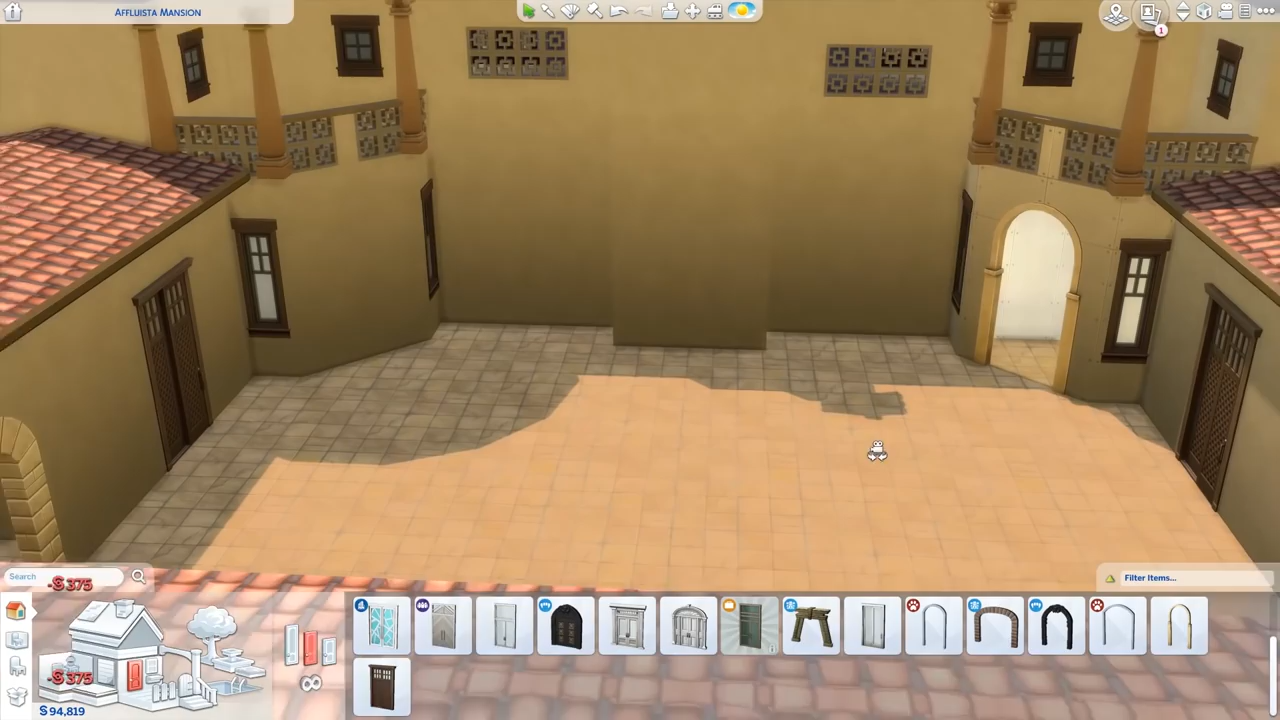 AFFLUISTA MANSION
1
Search
-§375
Filter Items...
-§375
§94,819